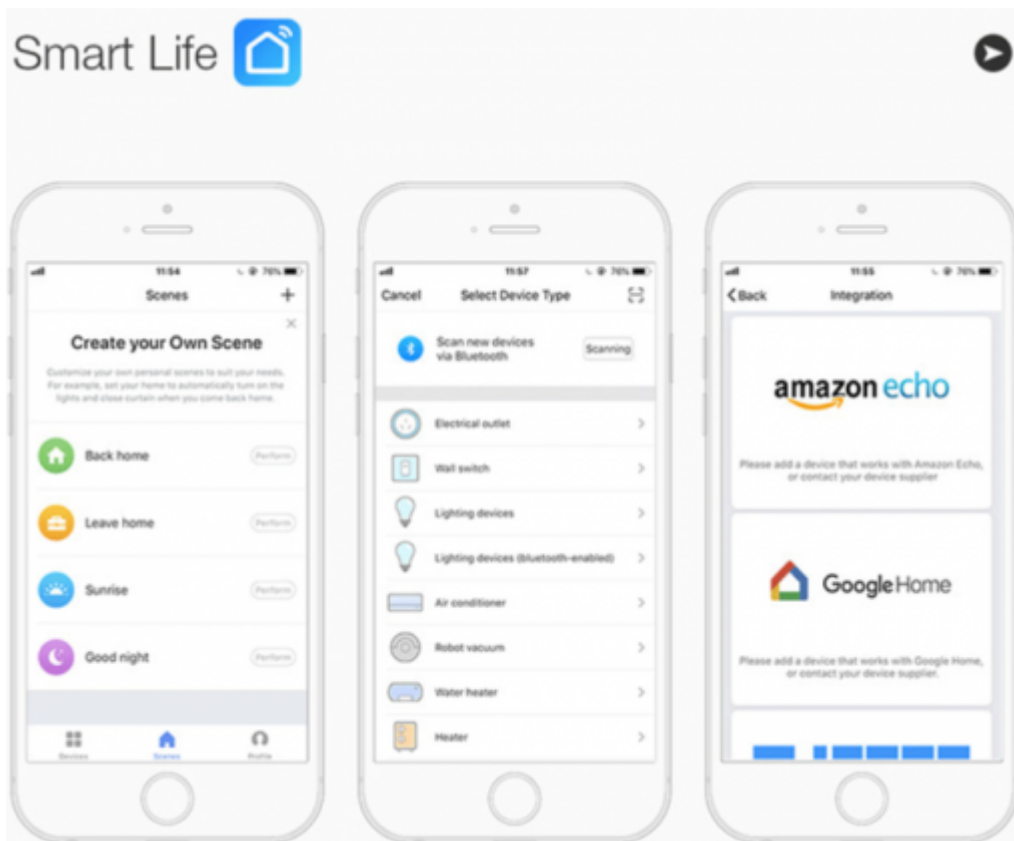 Smart Life
11:54
76%
Scenes
+
Create your Own Scene
Customize your own personal scenes to suit your needs.
For example, set your home to automatically turn on the
lights and close curtain when you come back home.
Back home
Perform
Leave home
Perform
Sunrise
Perform
Good night
Perform
Devices
Scenes
Profile
11:57
76%
Cancel
Select Device Type
Scan new devices
via Bluetooth
Scanning
Electrical outlet
Wall switch
Lighting devices
Lighting devices (bluetooth-enabled)
Air conditioner
Robot vacuum
Water heater
Heater
11:55
76%
Back
Integration
amazon echo
Please add a device that works with Amazon Echo,
or contact your device supplier
Google Home
Please add a device that works with Google Home,
or contact your device supplier.